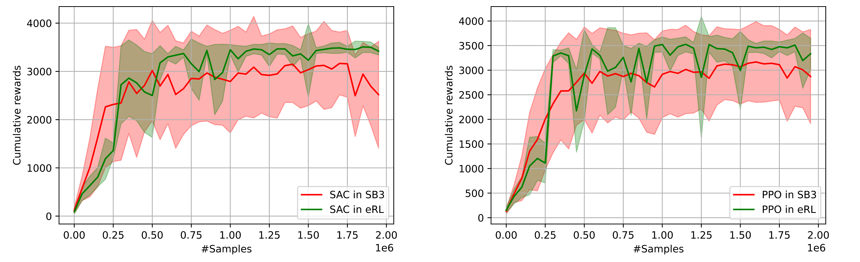 4000
3000
2000
1000
0
Cumulative rewards
0.00 0.25 0.50 0.75 1.00 1.25 1.50 1.75 2.00
1e6
#Samples
SAC in SB3
SAC in eRL
4000
3500
3000
2500
2000
1500
1000
500
0
Cumulative rewards
0.00 0.25 0.50 0.75 1.00 1.25 1.50 1.75 2.00
1e6
#Samples
PPO in SB3
PPO in eRL